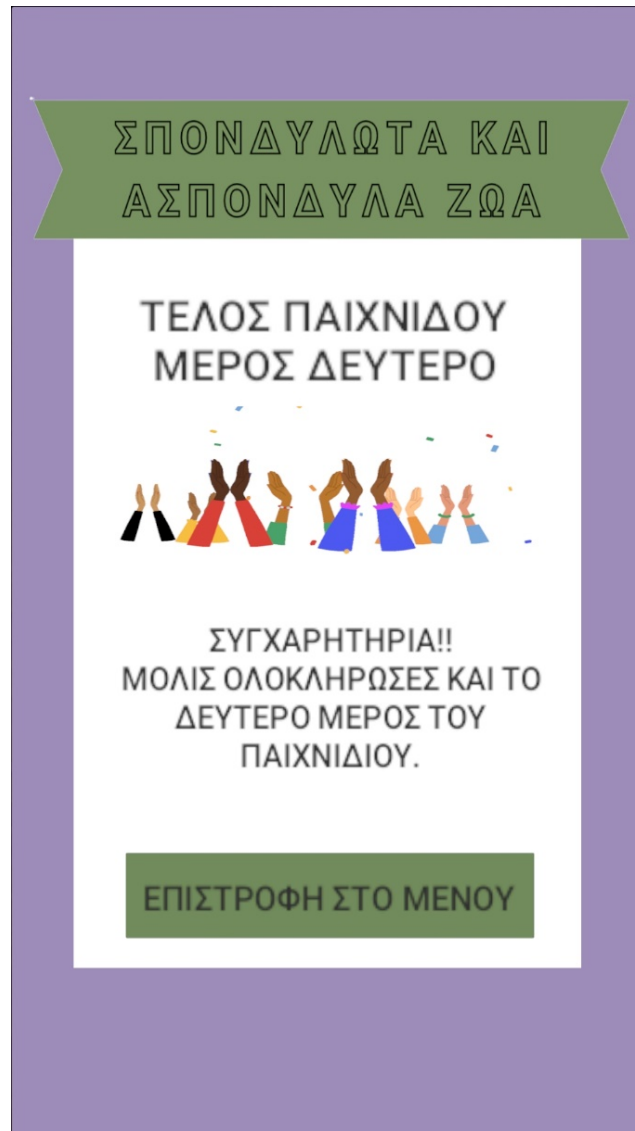 ΣΠΟΝΔΥΛΩΤΑ ΚΑΙ
ΑΣΠΟΝΔΥΛΑ ΖΩΑ
ΤΕΛΟΣ ΠΑΙΧΝΙΔΟΥ
ΜΕΡΟΣ ΔΕΥΤΕΡΟ
ΣΥΓΧΑΡΗΤΗΡΙΑ!!
ΜΟΛΙΣ ΟΛΟΚΛΗΡΩΣΕΣ ΚΑΙ ΤΟ
ΔΕΥΤΕΡΟ ΜΕΡΟΣ ΤΟΥ
ΠΑΙΧΝΙΔΙΟΥ.
ΕΠΙΣΤΡΟΦΗ ΣΤΟ ΜΕΝΟΥ